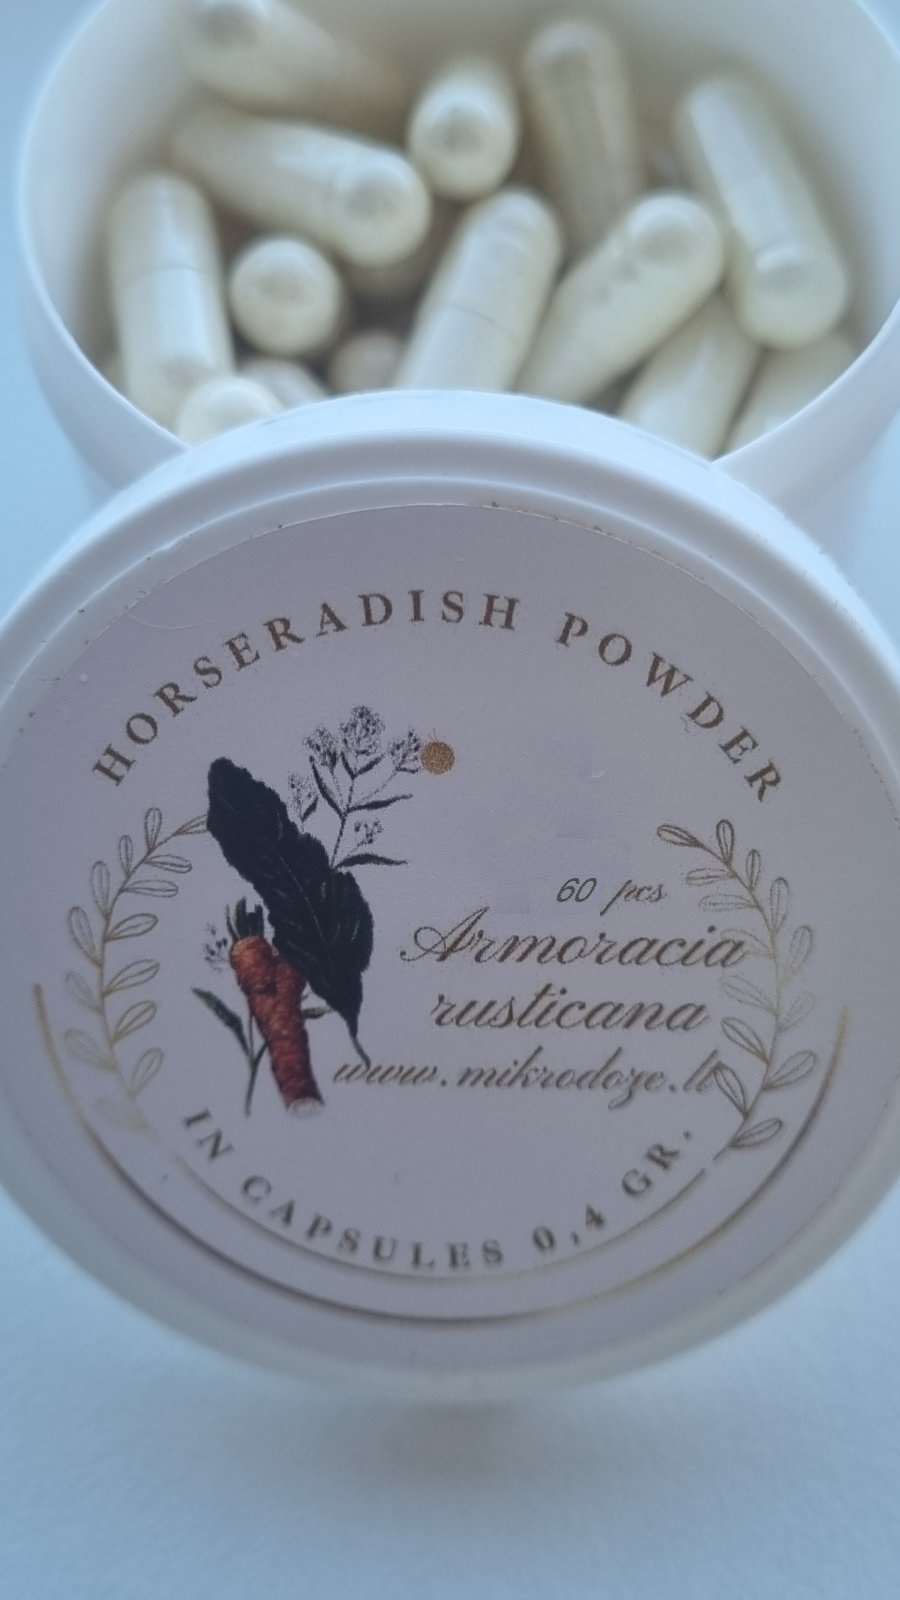 HORSERADISH POWDER
60 pcs
Armoracia
rusticana
www.mikrodoze.lt
IN CAPSULES 0,4 GR.